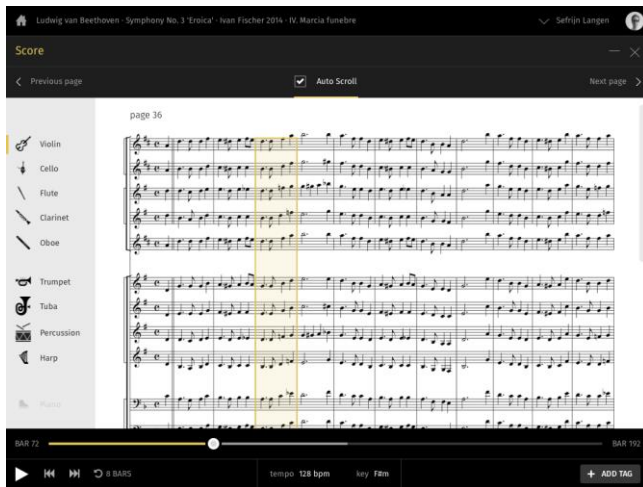 Ludwig van Beethoven - Symphony No. 3 'Eroica' - Ivan Fischer 2014 - IV. Marcia funebre
Sefrijn Langen
Score
Previous page
Auto Scroll
Next page
page 36
Violin
Cello
Flute
Clarinet
Oboe
Trumpet
Tuba
Percussion
Harp
Piano
BAR 72
BAR 192
8 BARS
tempo 128 bpm
key F#m
+ ADD TAG